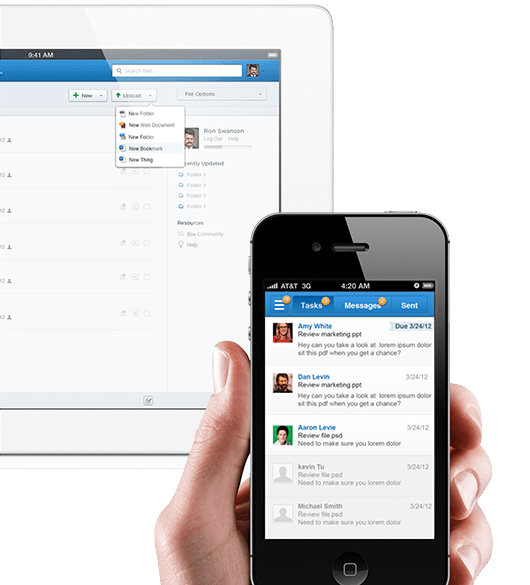 9:41 AM
Search files...
New
Upload
File Options
New Folder
New Web Document
New Folder
New Bookmark
New Thing
Ron Swanson
Log Out Help
Recently Updated
Folder 1
Folder 1
Folder 1
Folder 1
Resources
Box Community
Help
12
12
12
12
12
AT&T 3G 4:20 AM
Tasks Messages Sent
Amy White Due 3/24/12
Review marketing.ppt
Hey can you take a look at lorem ipsum dolor
sit this pdf when you get a chance?
Dan Levin 3/24/12
Review marketing.ppt
Hey can you take a look at lorem ipsum dolor
sit this pdf when you get a chance?
Aaron Levie 3/24/12
Review file.psd
Need to make sure you lorem dolor
kevin Tu 3/24/12
Review file.psd
Need to make sure you lorem dolor
Michael Smith 3/24/12
Review file.psd
Need to make sure you lorem dolor